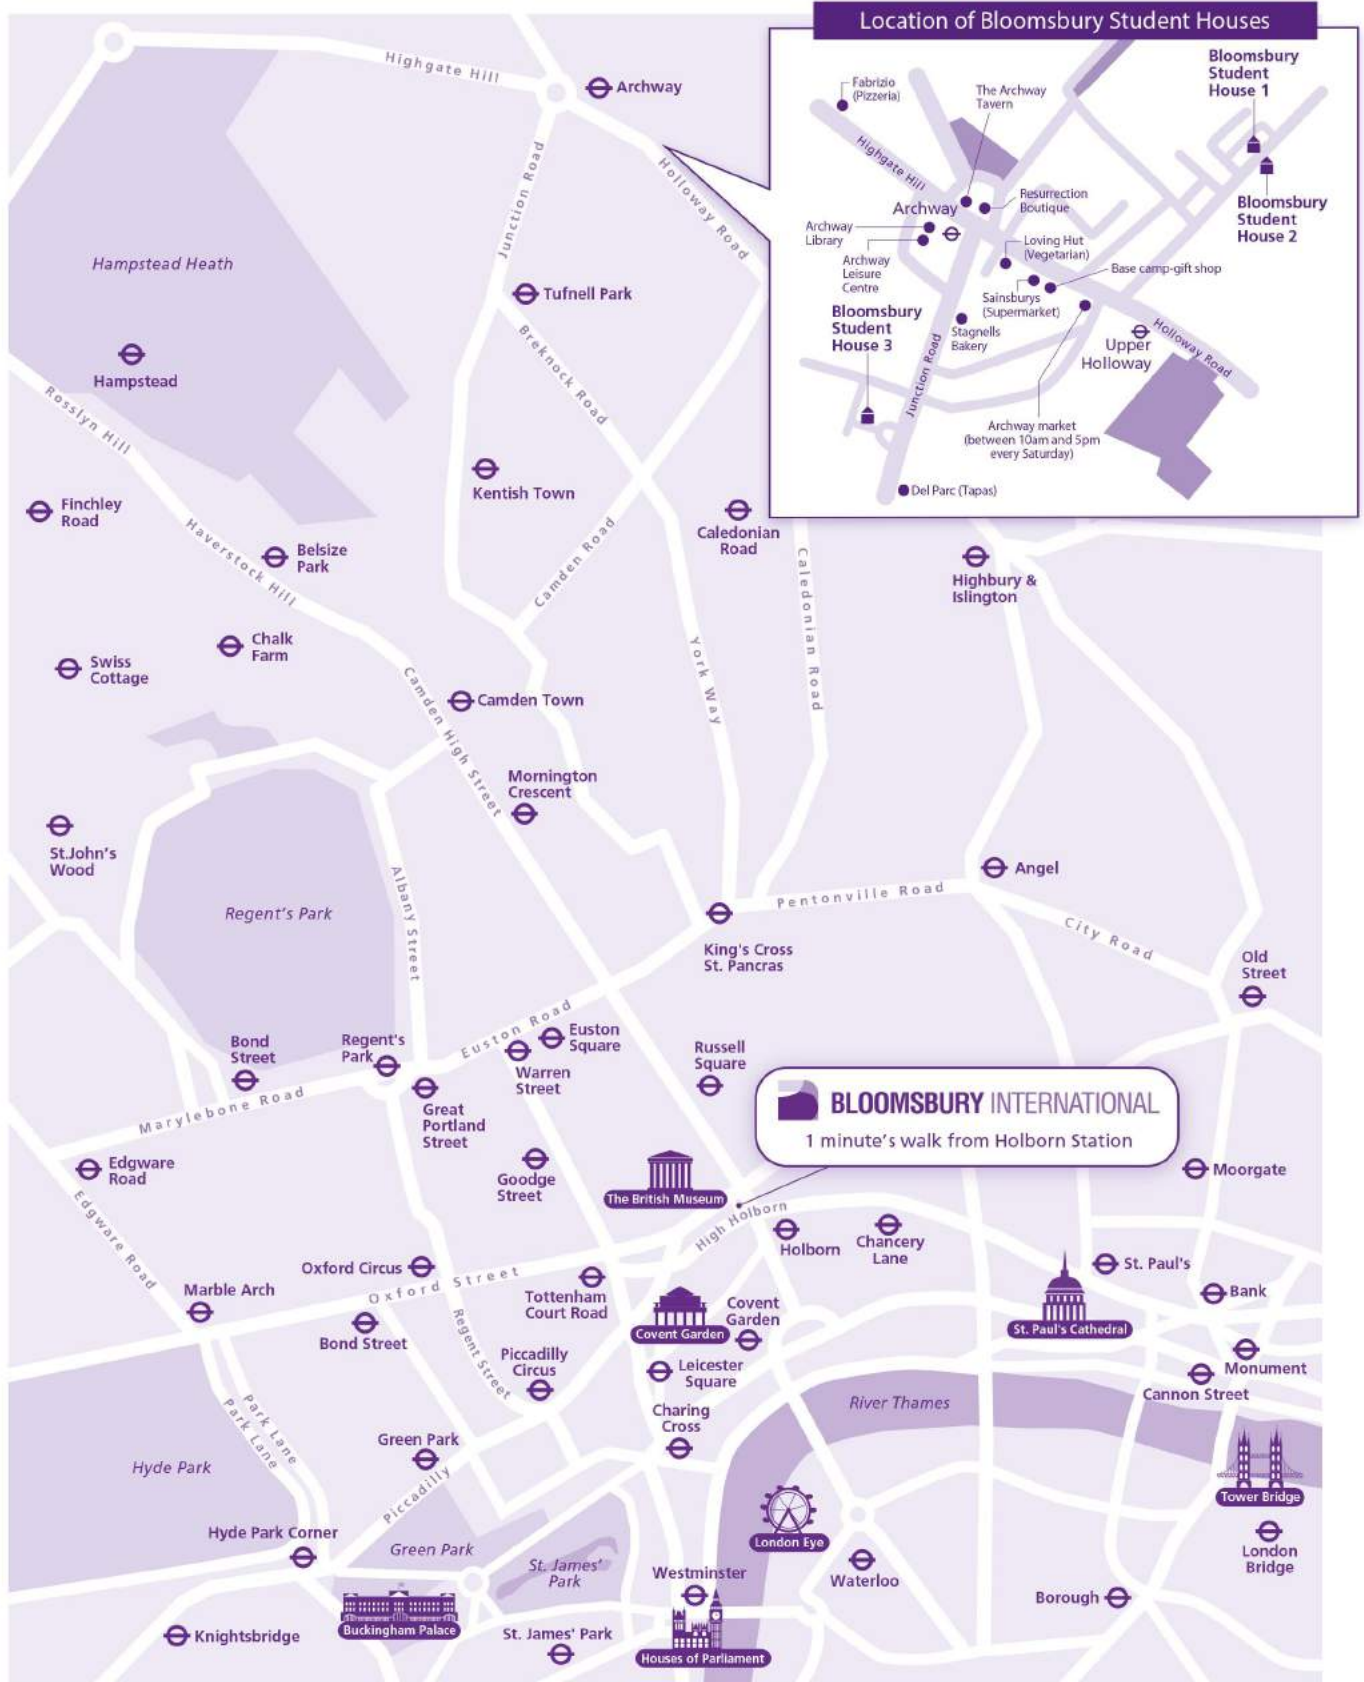 Location of Bloomsbury Student Houses
Fabrizio
(Pizzeria)
The Archway
Tavern
Bloomsbury
Student
House 1
Highgate Hill
Archway
Resurrection
Boutique
Bloomsbury
Student
House 2
Archway
Library
Archway
Leisure
Centre
Loving Hut
(Vegetarian)
Base camp-gift shop
Sainsburys
(Supermarket)
Bloomsbury
Student
House 3
Stagnells
Bakery
Junction Road
Upper
Holloway
Holloway Road
Archway market
(between 10am and 5pm
every Saturday)
Del Parc (Tapas)
Highgate Hill
Archway
Junction Road
Holloway Road
Hampstead Heath
Tufnell Park
Breknock Road
Hampstead
Rosslyn Hill
Kentish Town
Finchley
Road
Haverstock Hill
Belsize
Park
Camden Road
Caledonian
Road
Caledonian Road
Highbury &
Islington
Chalk
Farm
Swiss
Cottage
York Way
Camden High Street
Camden Town
Mornington
Crescent
St.John's
Wood
Albany Street
Regent's Park
Angel
Pentonville Road
City Road
King's Cross
St. Pancras
Old
Street
Euston Road
Euston
Square
Bond
Street
Regent's
Park
Warren
Street
Russell
Square
Marylebone Road
Great
Portland
Street
BLOOMSBURY INTERNATIONAL
1 minute's walk from Holborn Station
Edgware
Road
Goodge
Street
The British Museum
Moorgate
Edgware Road
High Holborn
Holborn
Chancery
Lane
Oxford Circus
Oxford Street
Marble Arch
Bond Street
Tottenham
Court Road
Covent Garden
Covent
Garden
St. Paul's
Bank
St. Paul's Cathedral
Regent Street
Piccadilly
Circus
Leicester
Square
Monument
Cannon Street
Park Lane
Park Lane
Charing
Cross
River Thames
Green Park
Hyde Park
Piccadilly
Tower Bridge
Hyde Park Corner
Green Park
St. James'
Park
London Eye
London
Bridge
Westminster
Waterloo
Borough
Buckingham Palace
Knightsbridge
St. James' Park
Houses of Parliament